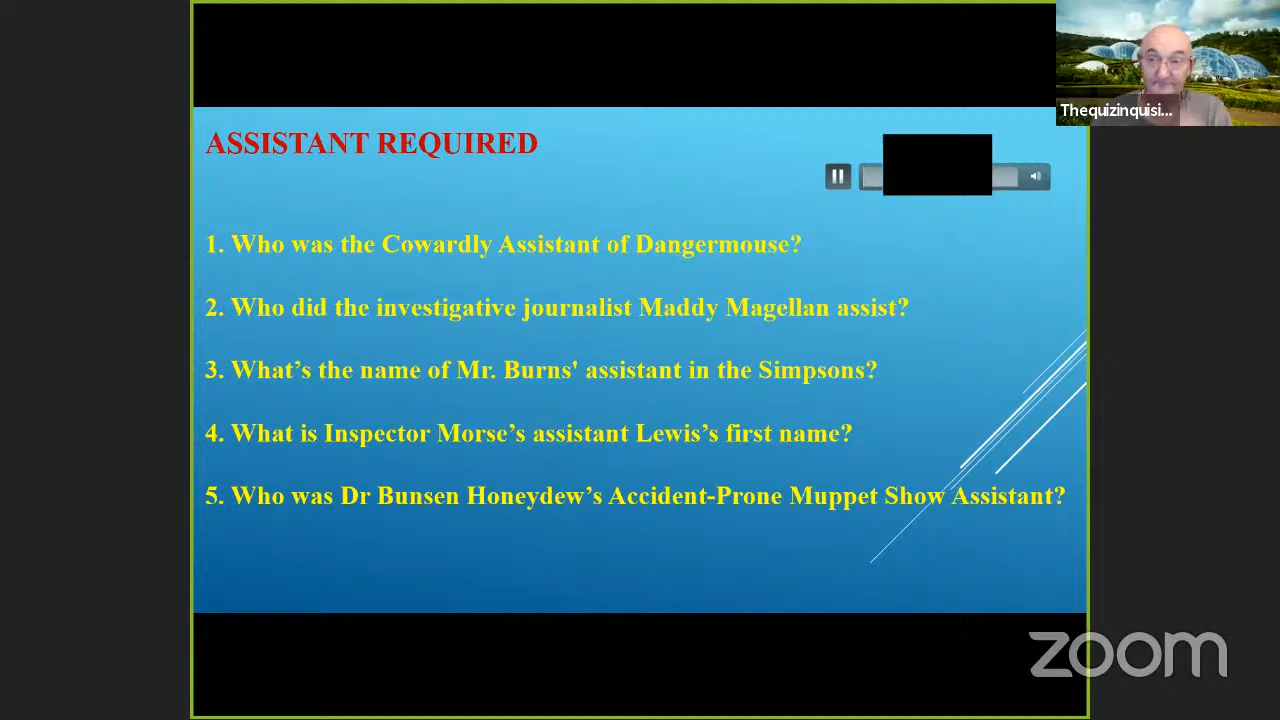 Thequizinquisi...
ASSISTANT REQUIRED
1. Who was the Cowardly Assistant of Dangermouse?
2. Who did the investigative journalist Maddy Magellan assist?
3. What’s the name of Mr. Burns' assistant in the Simpsons?
4. What is Inspector Morse’s assistant Lewis’s first name?
5. Who was Dr Bunsen Honeydew’s Accident-Prone Muppet Show Assistant?
zoom